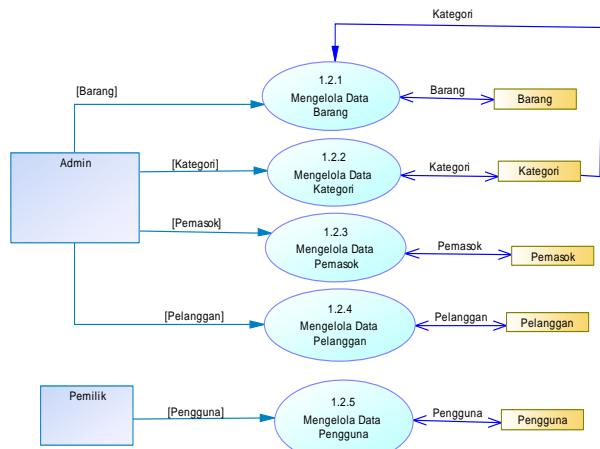 Kategori
1.2.1
Mengelola Data
Barang
[Barang]
Barang
Barang
Admin
[Kategori]
1.2.2
Mengelola Data
Kategori
Kategori
Kategori
[Pemasok]
1.2.3
Mengelola Data
Pemasok
Pemasok
Pemasok
[Pelanggan]
1.2.4
Mengelola Data
Pelanggan
Pelanggan
Pelanggan
Pemilik
[Pengguna]
1.2.5
Mengelola Data
Pengguna
Pengguna
Pengguna